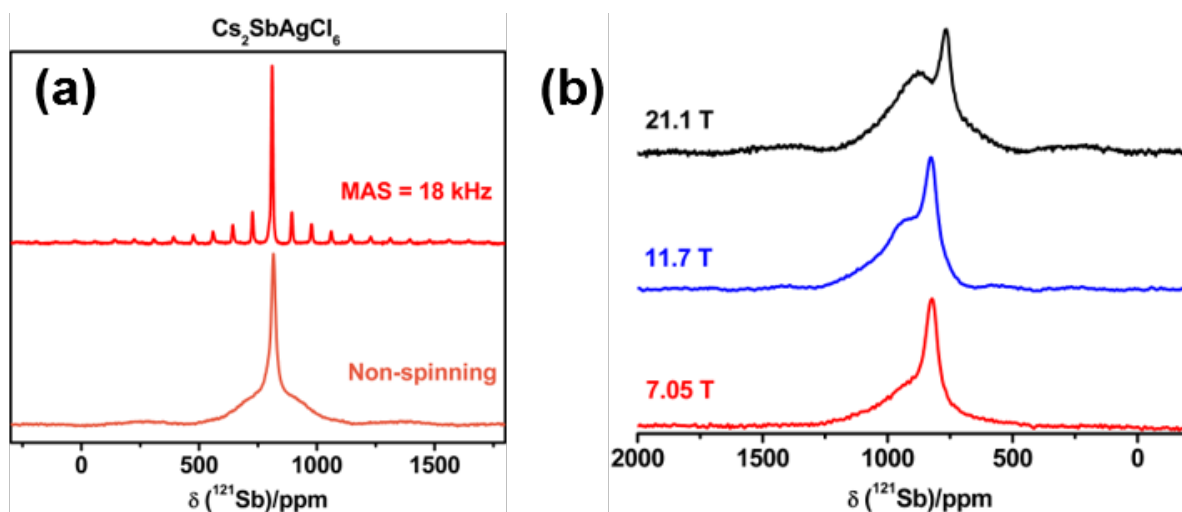 Cs₂SbAgCl₆
(a)
MAS = 18 kHz
Non-spinning
0 500 1000 1500
δ (¹²¹Sb)/ppm
(b)
21.1 T
11.7 T
7.05 T
2000 1500 1000 500 0
δ (¹²¹Sb)/ppm